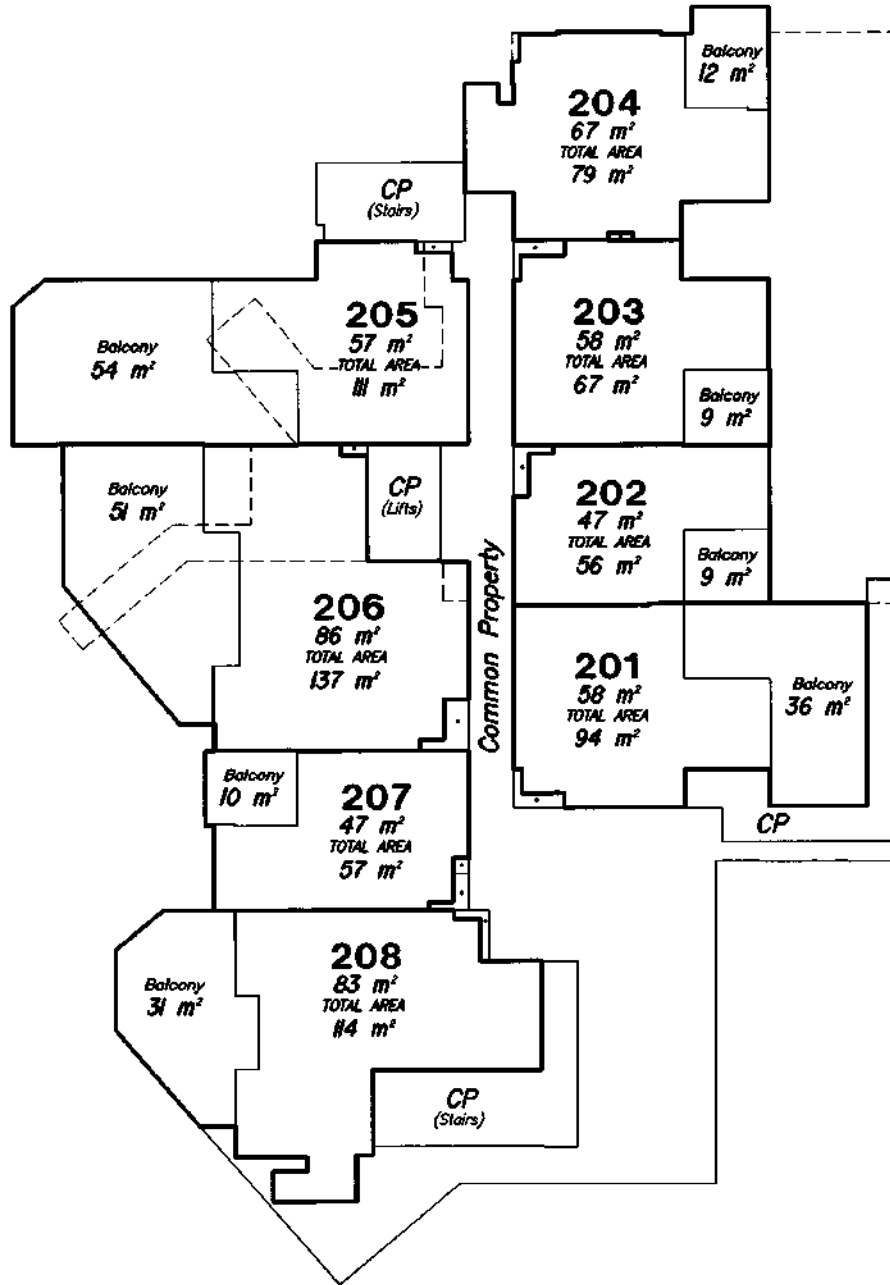 Balcony
12 m²
204
67 m²
TOTAL AREA
79 m²
CP
(Stairs)
205
57 m²
TOTAL AREA
111 m²
Balcony
54 m²
203
58 m²
TOTAL AREA
67 m²
Balcony
9 m²
Balcony
51 m²
CP
(Lifts)
202
47 m²
TOTAL AREA
56 m²
Balcony
9 m²
Common Property
206
86 m²
TOTAL AREA
137 m²
201
58 m²
TOTAL AREA
94 m²
Balcony
36 m²
CP
Balcony
10 m²
207
47 m²
TOTAL AREA
57 m²
208
83 m²
TOTAL AREA
114 m²
Balcony
31 m²
CP
(Stairs)